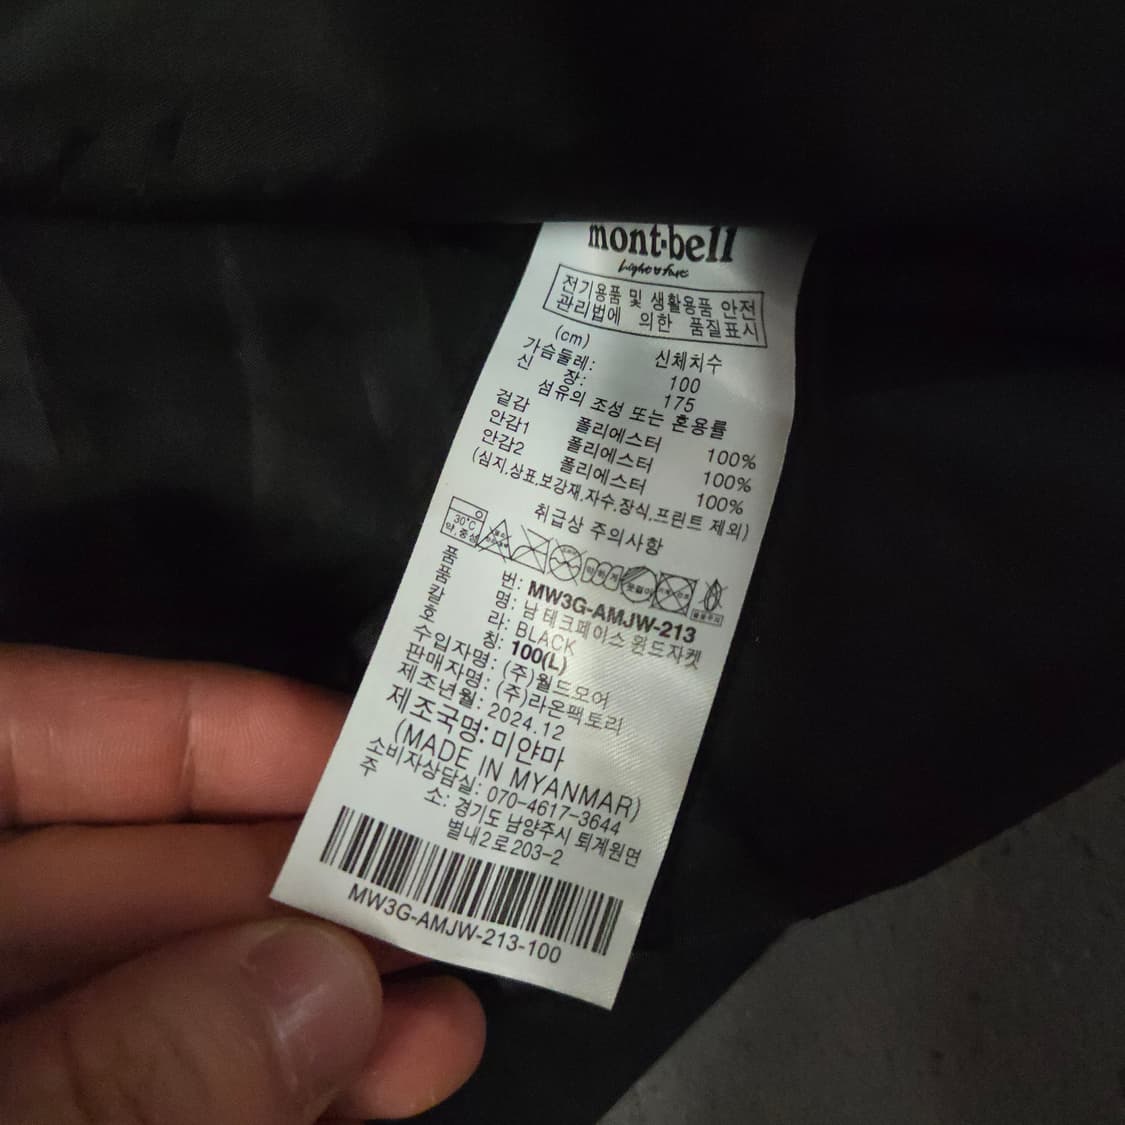 mont-bell
Light & Fast
전기용품 및 생활용품 안전
관리법에 의한 품질표시
(cm) 신체치수
가슴둘레: 100
신 장: 175
섬유의 조성 또는 혼용률
겉감 폴리에스터 100%
안감1 폴리에스터 100%
안감2 폴리에스터 100%
(심지,상표,보강재,자수,장식,프린트 제외)
취급상 주의사항
30°C
약.중성
품 번: MW3G-AMJW-213
품 명: 남 테크페이스 윈드자켓
칼 라: BLACK
호 칭: 100(L)
수입자명: (주)월드모어
판매자명: (주)라온팩토리
제조년월: 2024.12
제조국명: 미얀마
(MADE IN MYANMAR)
소비자상담실: 070-4617-3644
주 소: 경기도 남양주시 퇴계원면
별내2로 203-2
MW3G-AMJW-213-100